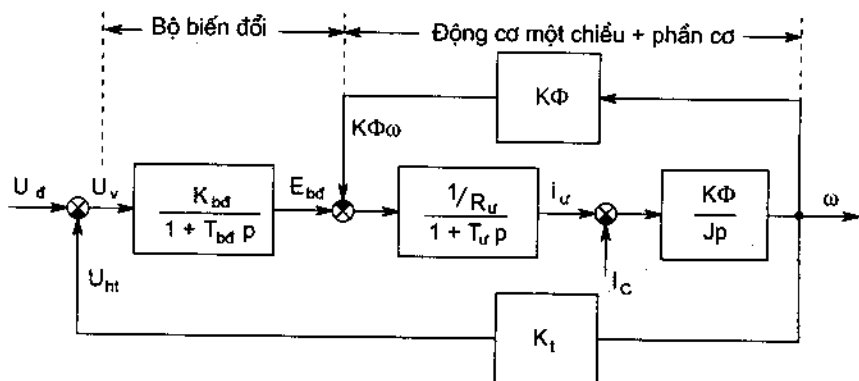 Bộ biến đổi
Động cơ một chiều + phần cơ
KΦ
KΦω
U_đ
U_v
K_bđ
1 + T_bđ p
E_bđ
1/R_ư
1 + T_ư p
i_ư
KΦ
Jp
ω
U_ht
I_C
K_t